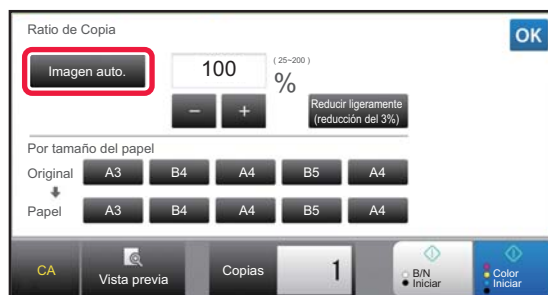 Ratio de Copia
OK
Imagen auto.
100
( 25~200 )
%
−
+
Reducir ligeramente
(reducción del 3%)
Por tamaño del papel
Original A3 B4 A4 B5 A4
Papel A3 B4 A4 B5 A4
CA
Vista previa
Copias
1
B/N
Iniciar
Color
Iniciar